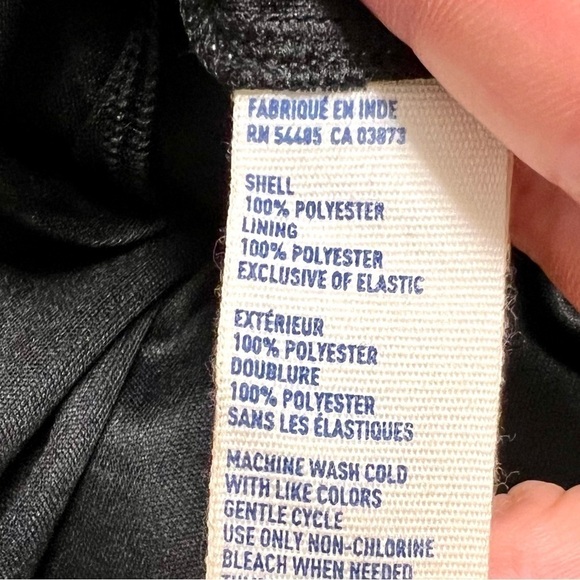 FABRIQUÉ EN INDE
RN 54485 CA 03873
SHELL
100% POLYESTER
LINING
100% POLYESTER
EXCLUSIVE OF ELASTIC
EXTÉRIEUR
100% POLYESTER
DOUBLURE
100% POLYESTER
SANS LES ÉLASTIQUES
MACHINE WASH COLD
WITH LIKE COLORS
GENTLE CYCLE
USE ONLY NON-CHLORINE
BLEACH WHEN NEEDED